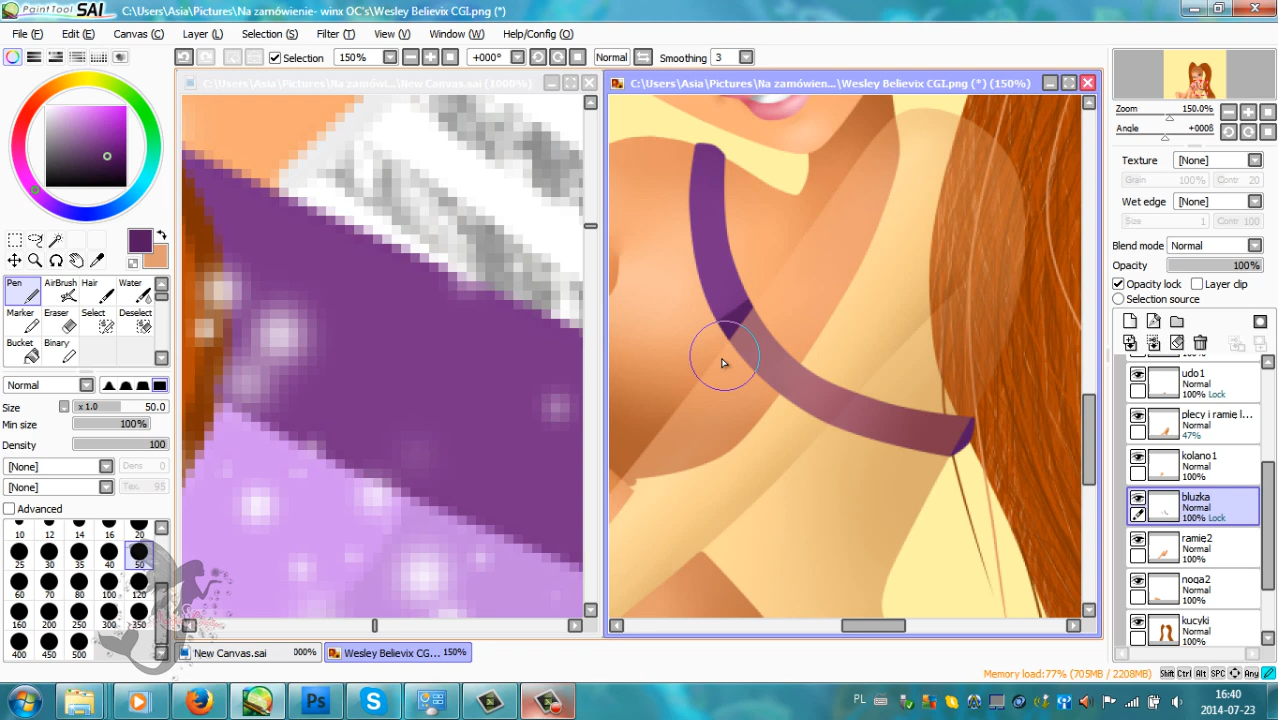 PaintTool SAI C:\Users\Asia\Pictures\Na zamówienie- winx OC's\Wesley Believix CGI.png (*)
File (F) Edit (E) Canvas (C) Layer (L) Selection (S) Filter (T) View (V) Window (W) Help/Config (O)
Selection 150% +000° Normal Smoothing 3
C:\Users\Asia\Pictures\Na zamówi...\New Canvas.sai (1000%)
C:\Users\Asia\Pictures\Na zamówien...\Wesley Believix CGI.png (*) (150%)
Zoom 150.0%
Angle +000δ
Texture [None]
Grain 100% Contr 20
Wet edge [None]
Size 1 Contr 100
Blend mode Normal
Opacity 100%
Opacity lock Layer clip
Selection source
Pen AirBrush Hair Water
Marker Eraser Select Deselect
Bucket Binary
Normal
Size x 1.0 50.0
Min size 100%
Density 100
[None] Dens 0
[None] Tex. 95
Advanced
10 12 14 16 20
25 30 35 40 50
60 70 80 100 120
160 200 250 300 350
400 450 500
udo1
Normal
100% Lock
plecy i ramię l...
Normal
47%
kolano1
Normal
100%
bluzka
Normal
100% Lock
ramie2
Normal
100%
noga2
Normal
100%
kucyki
Normal
100%
New Canvas.sai 000%
Wesley Believix CG... 150%
Memory load:77% (705MB / 2208MB)
Shift Ctrl Alt SPC Any
Ps
PL
16:40
2014-07-23